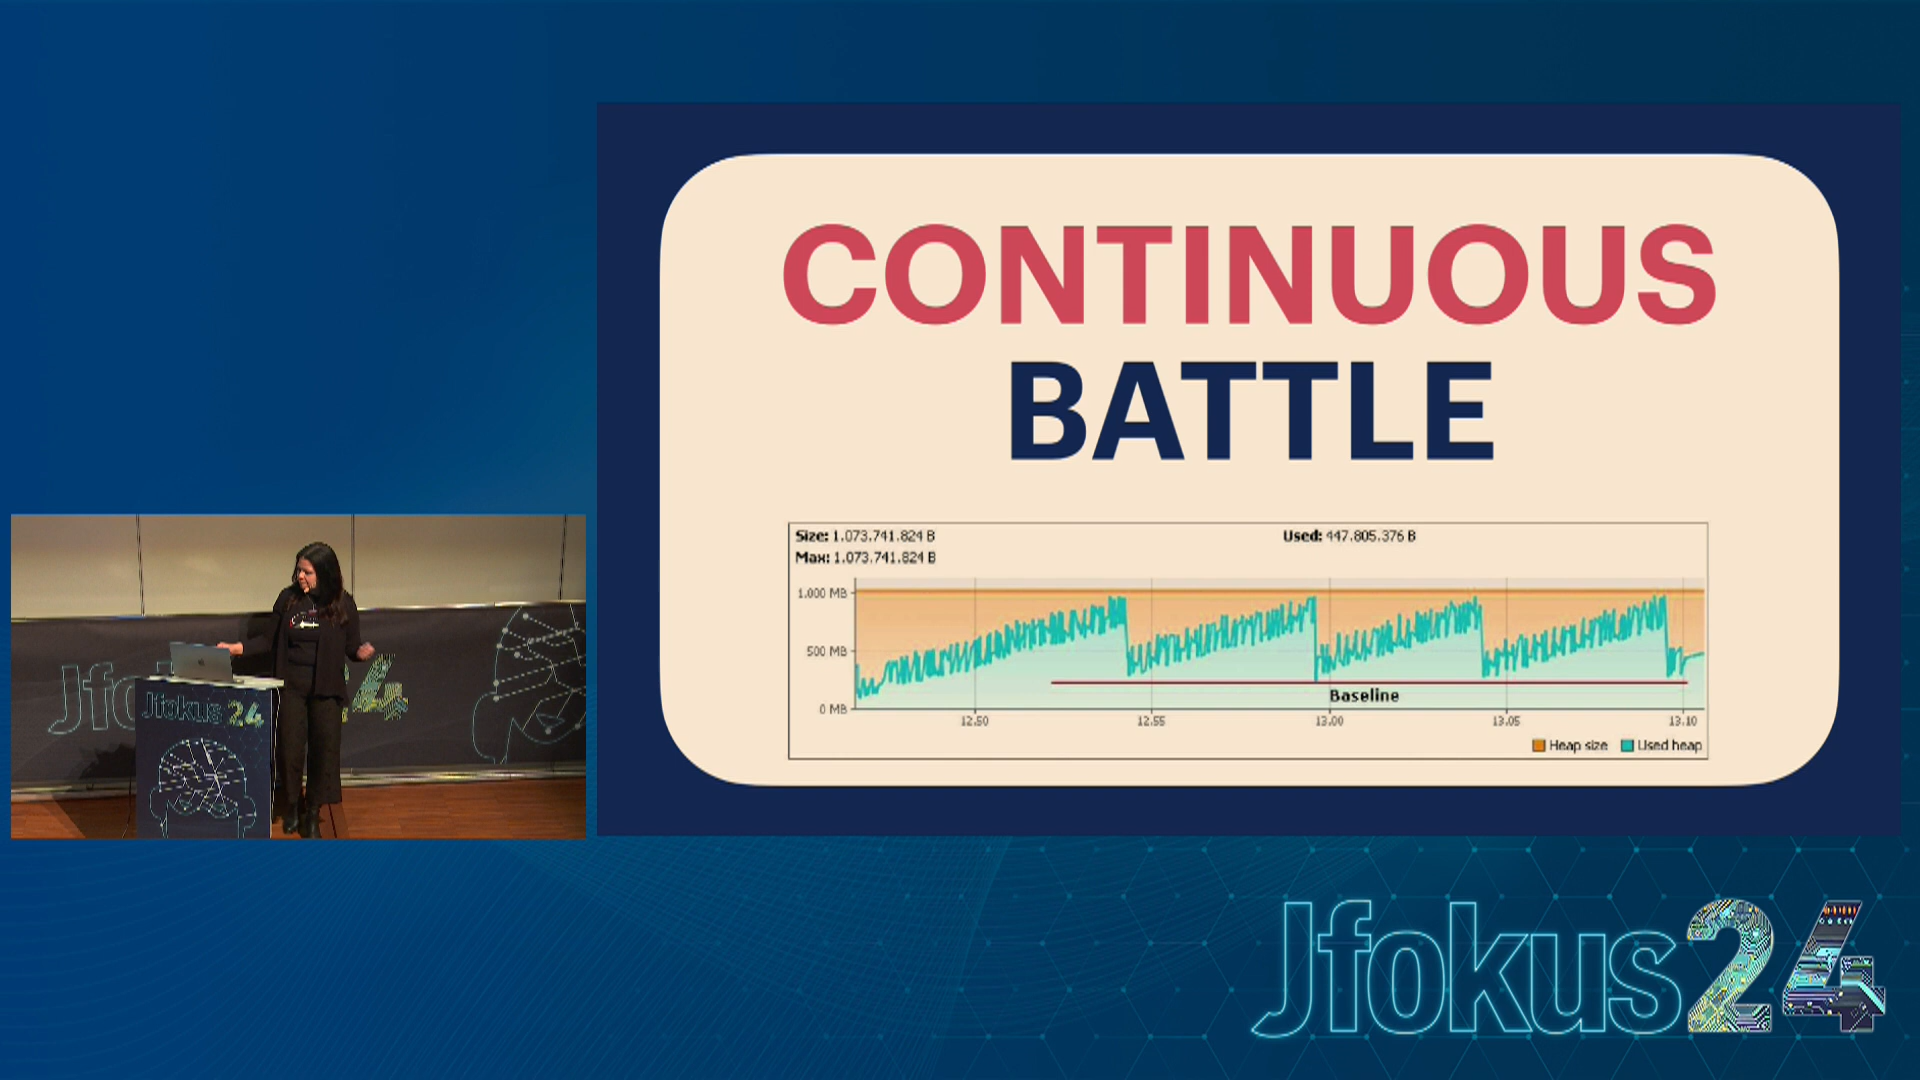 CONTINUOUS
BATTLE
Size: 1.073.741.824 B
Used: 447.805.376 B
Max: 1.073.741.824 B
1.000 MB
500 MB
0 MB
Baseline
12.50
12.55
13.00
13.05
13.10
Heap size
Used heap
Jfo 24
Jfokus 24
Jfokus24